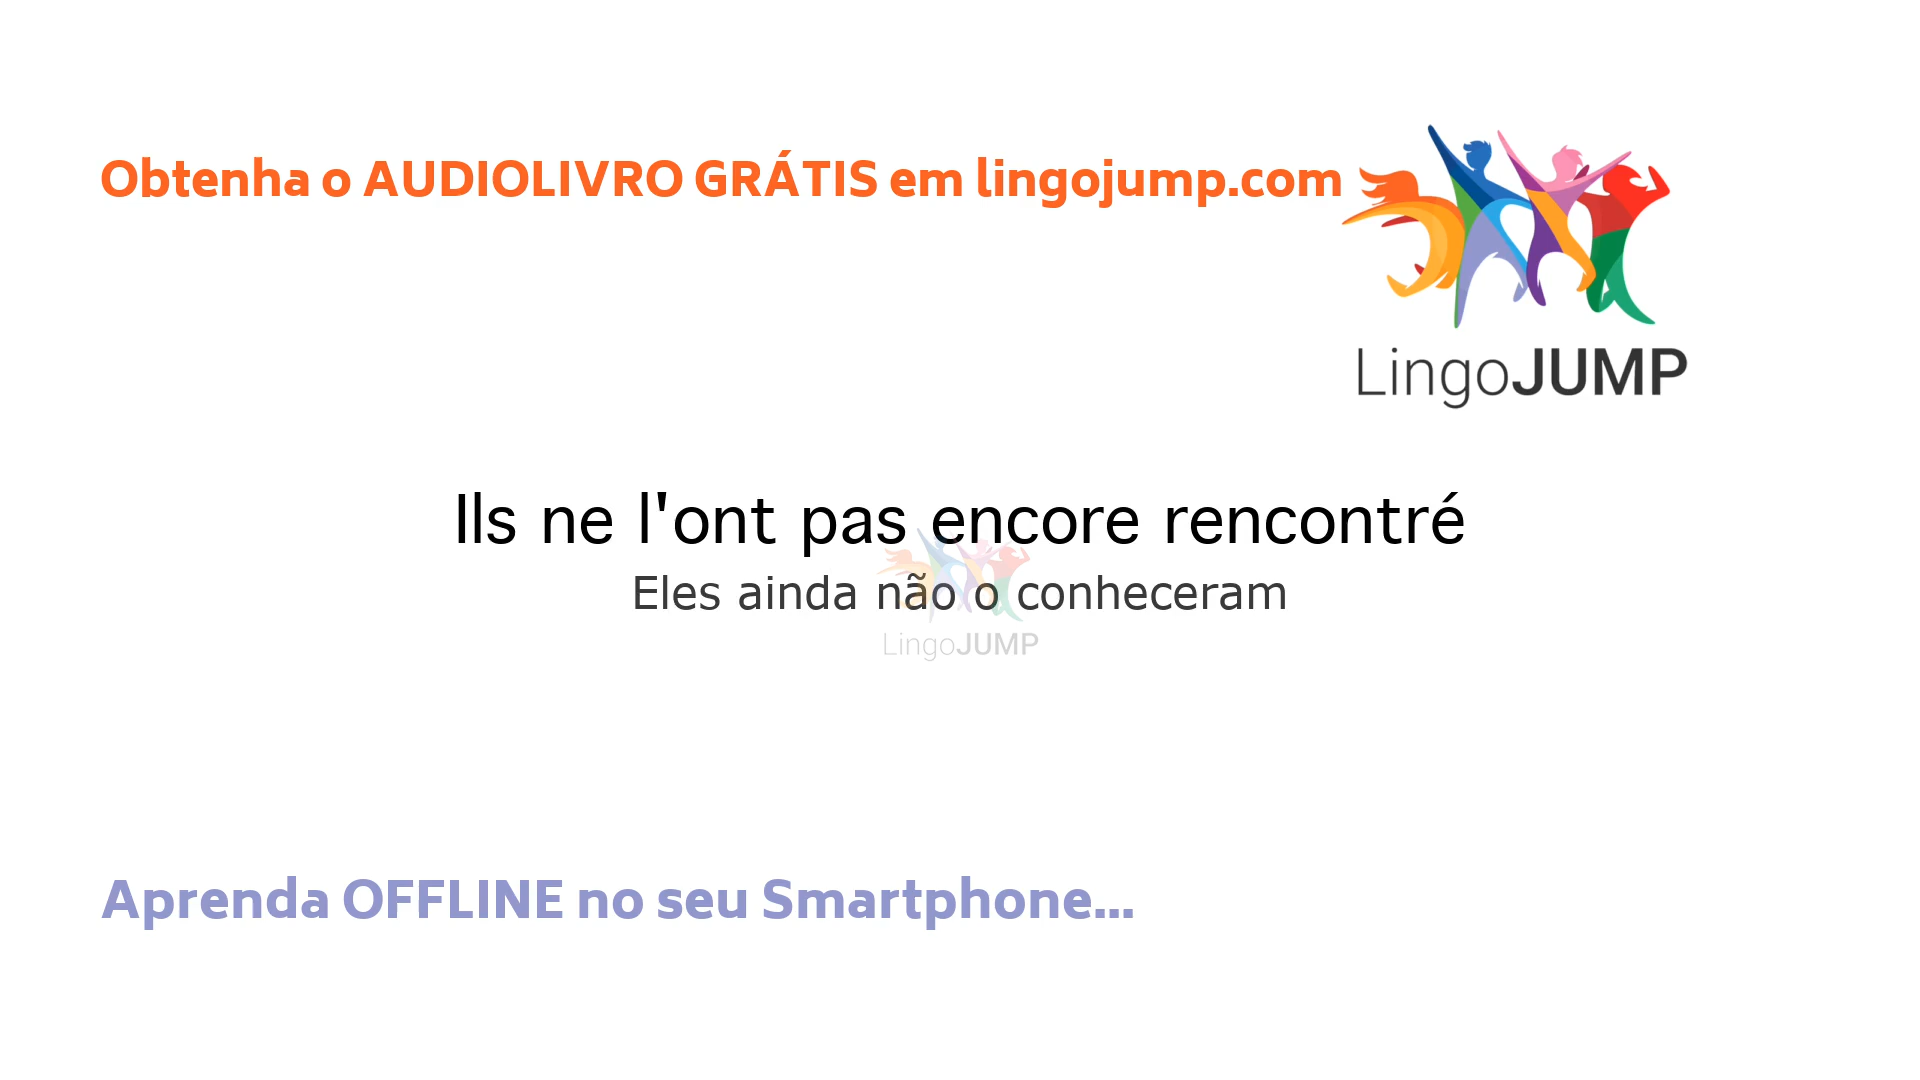 Obtenha o AUDIOLIVRO GRÁTIS em lingojump.com
LingoJUMP
Ils ne l'ont pas encore rencontré
Eles ainda não o conheceram
LingoJUMP
Aprenda OFFLINE no seu Smartphone...